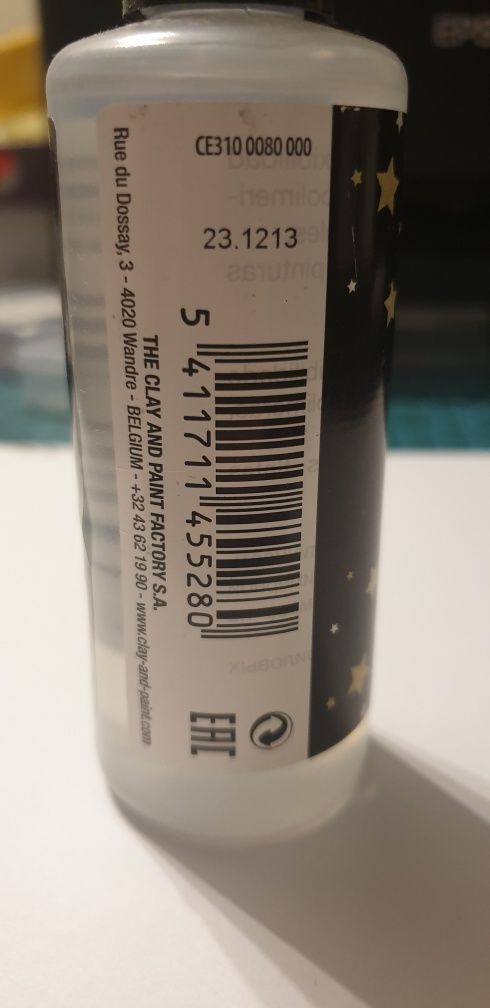 CE310 0080 000
23.1213
5 411711 455280
THE CLAY AND PAINT FACTORY S.A.
Rue du Dossay, 3 - 4020 Wandre - BELGIUM - +32 43 62 19 90 - www.clay-and-paint.com
EAC